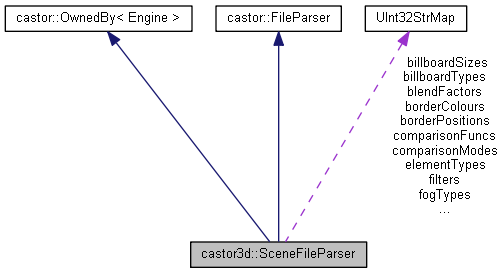 castor::OwnedBy< Engine >
castor::FileParser
UInt32StrMap
billboardSizes
billboardTypes
blendFactors
borderColours
borderPositions
comparisonFuncs
comparisonModes
elementTypes
filters
fogTypes
...
castor3d::SceneFileParser